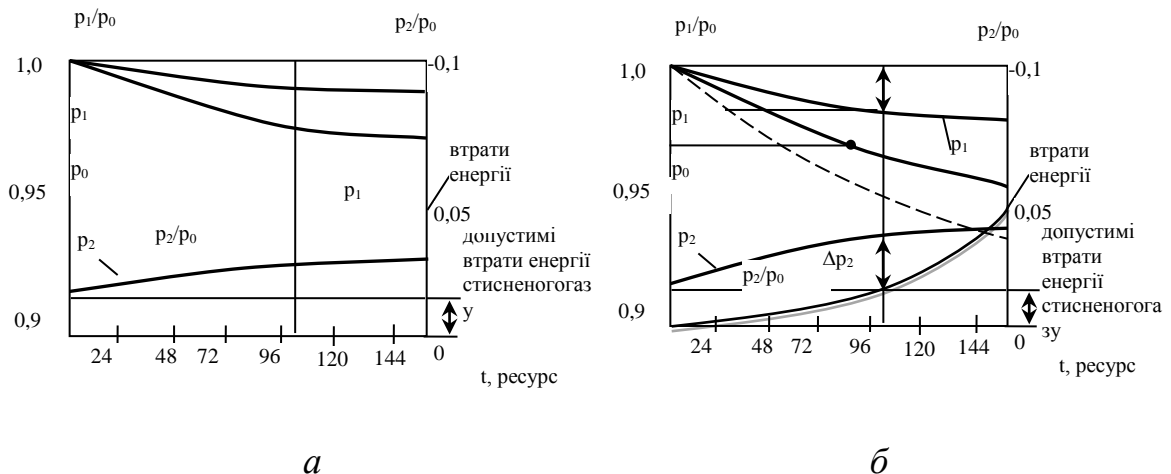 p₁/p₀
p₂/p₀
1,0
-0,1
p₁
p₀
0,95
втрати
енергії
p₁
0,05
p₂
p₂/p₀
допустимі
втрати енергії
стисненогогаз
у
0,9
24
48
72
96
120
144
0
t, ресурс
а
p₁/p₀
p₂/p₀
1,0
-0,1
p₁
p₁
p₀
втрати
енергії
0,95
0,05
p₂
p₂/p₀
Δp₂
допустимі
втрати
енергії
стисненогога
зу
0,9
24
48
72
96
120
144
0
t, ресурс
б